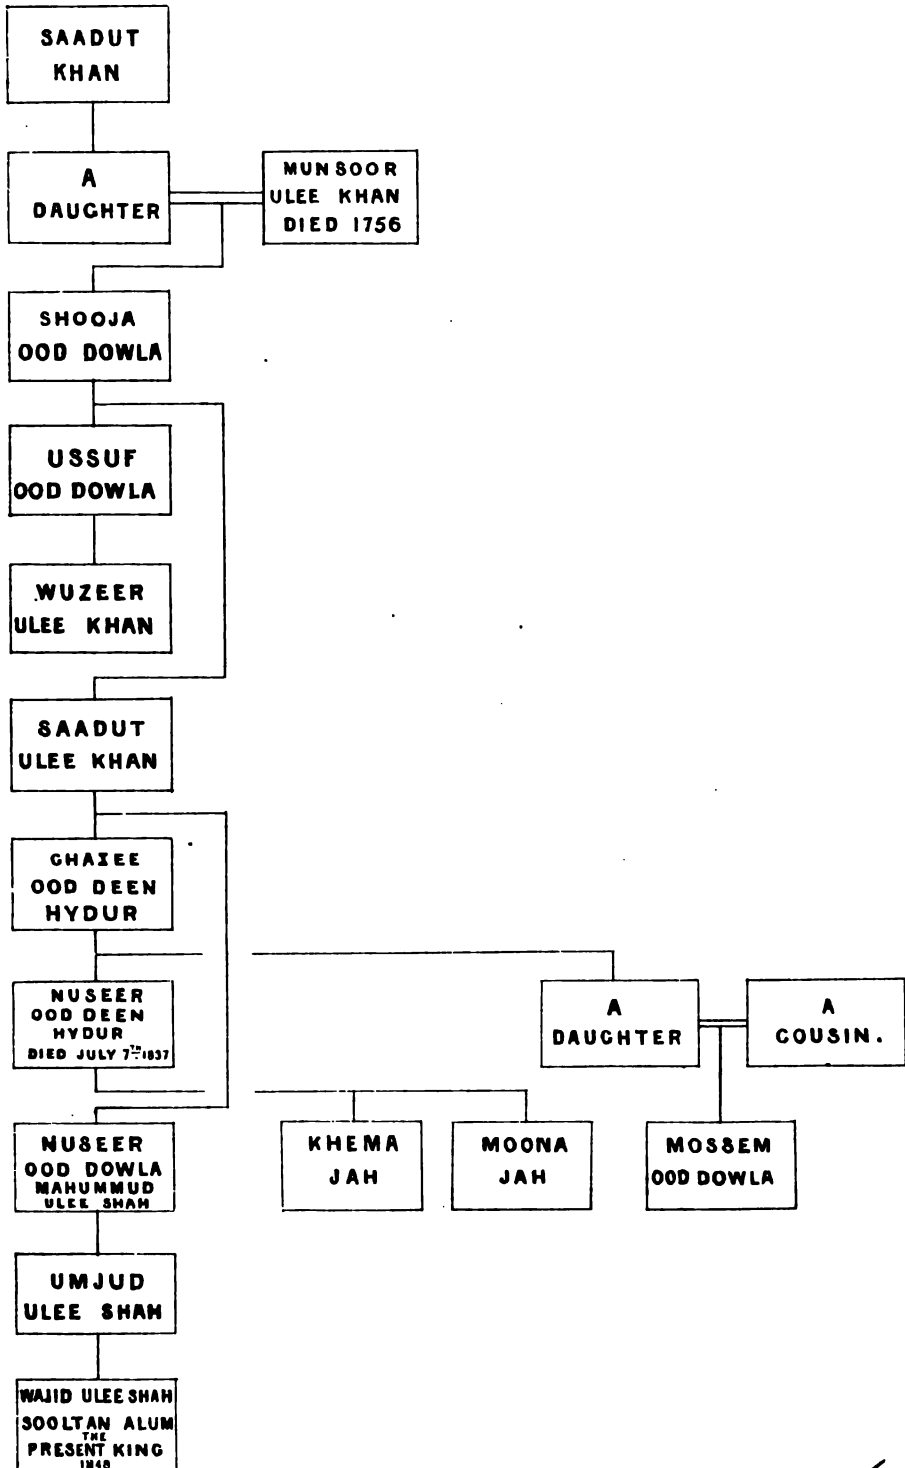 SAADUT
KHAN
A
DAUGHTER
MUNSOOR
ULEE KHAN
DIED 1756
SHOOJA
OOD DOWLA
USSUF
OOD DOWLA
WUZEER
ULEE KHAN
SAADUT
ULEE KHAN
GHAZEE
OOD DEEN
HYDUR
NUSEER
OOD DEEN
HYDUR
DIED JULY 7TH 1837
A
DAUGHTER
A
COUSIN.
NUSEER
OOD DOWLA
MAHUMMUD
ULEE SHAH
KHEMA
JAH
MOONA
JAH
MOSSEM
OOD DOWLA
UMJUD
ULEE SHAH
WAJID ULEE SHAH
SOOLTAN ALUM
THE
PRESENT KING